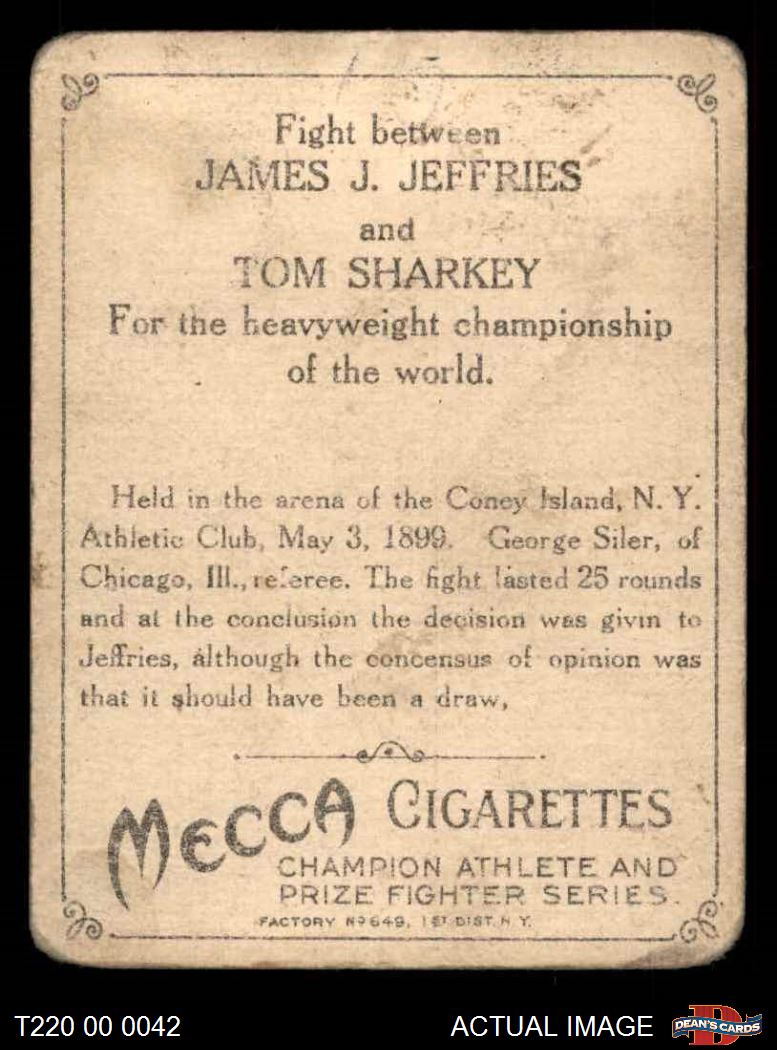 Fight between
JAMES J. JEFFRIES
and
TOM SHARKEY
For the heavyweight championship
of the world.
Held in the arena of the Coney Island, N. Y.
Athletic Club, May 3, 1899. George Siler, of
Chicago, Ill., referee. The fight lasted 25 rounds
and at the conclusion the decision was givin to
Jeffries, although the concensus of opinion was
that it should have been a draw,
MECCA CIGARETTES
CHAMPION ATHLETE AND
PRIZE FIGHTER SERIES.
FACTORY Nº 649, 1ST DIST. N.Y.
T220 00 0042
ACTUAL IMAGE
D
DEAN'S CARDS